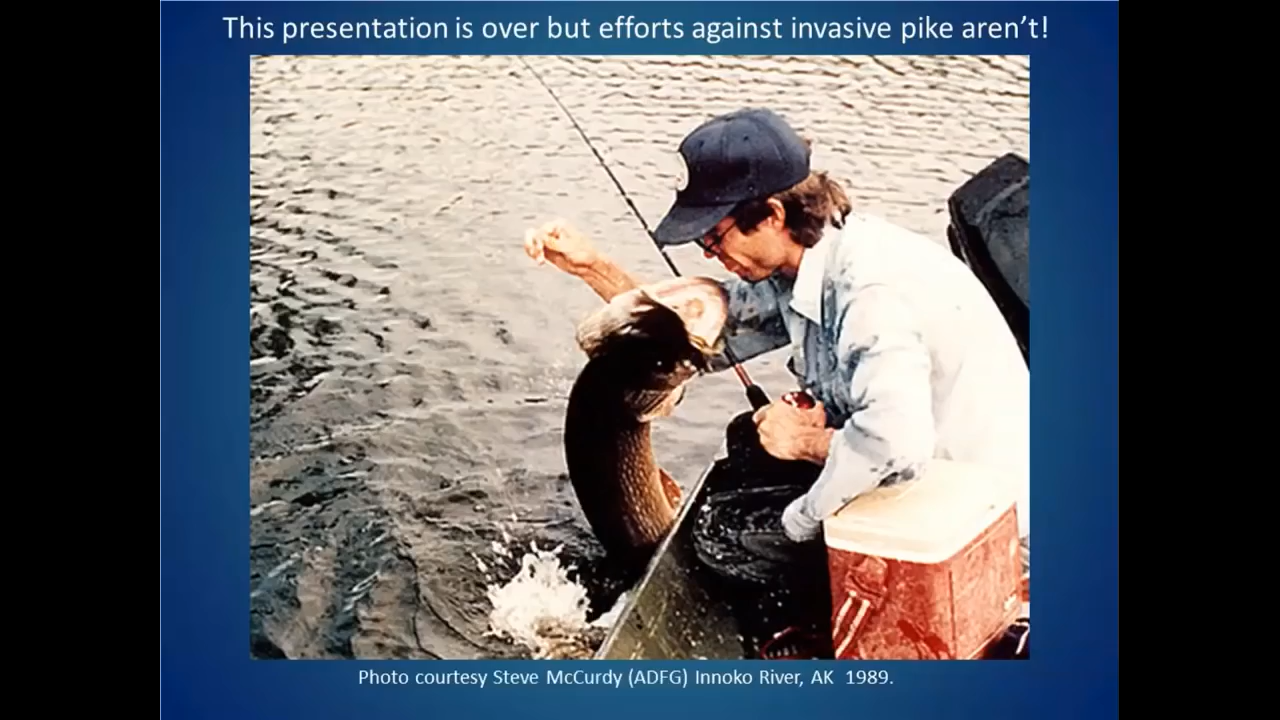 This presentation is over but efforts against invasive pike aren't!
Photo courtesy Steve McCurdy (ADFG) Innoko River, AK 1989.